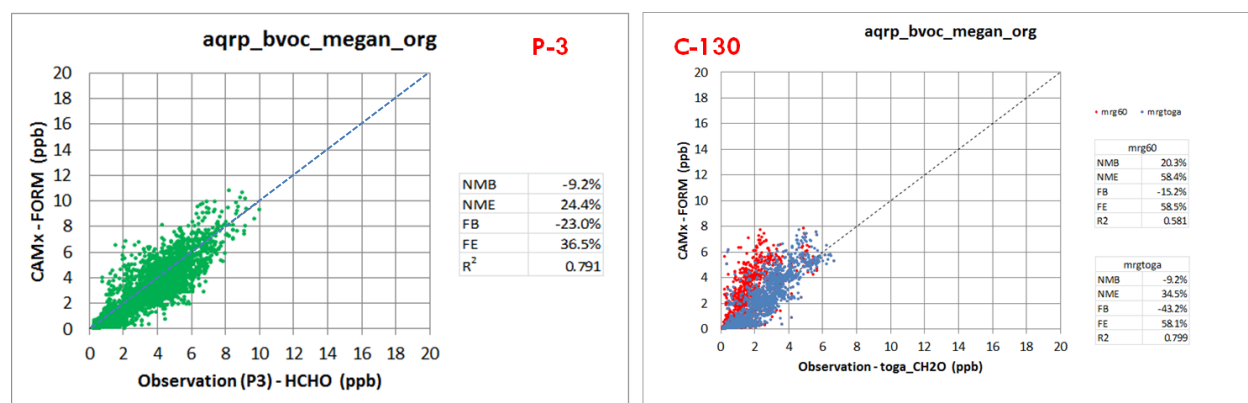 aqrp_bvoc_megan_org
P-3
20
18
16
14
12
10
8
6
4
2
0
CAMx - FORM (ppb)
0 2 4 6 8 10 12 14 16 18 20
Observation (P3) - HCHO (ppb)
NMB -9.2%
NME 24.4%
FB -23.0%
FE 36.5%
R² 0.791
C-130
aqrp_bvoc_megan_org
20
18
16
14
12
10
8
6
4
2
0
CAMx - FORM (ppb)
0 2 4 6 8 10 12 14 16 18 20
Observation - toga_CH2O (ppb)
mrg60 mrgtoga
mrg60
NMB 20.3%
NME 58.4%
FB -15.2%
FE 58.5%
R2 0.581
mrgtoga
NMB -9.2%
NME 34.5%
FB -43.2%
FE 58.1%
R2 0.799